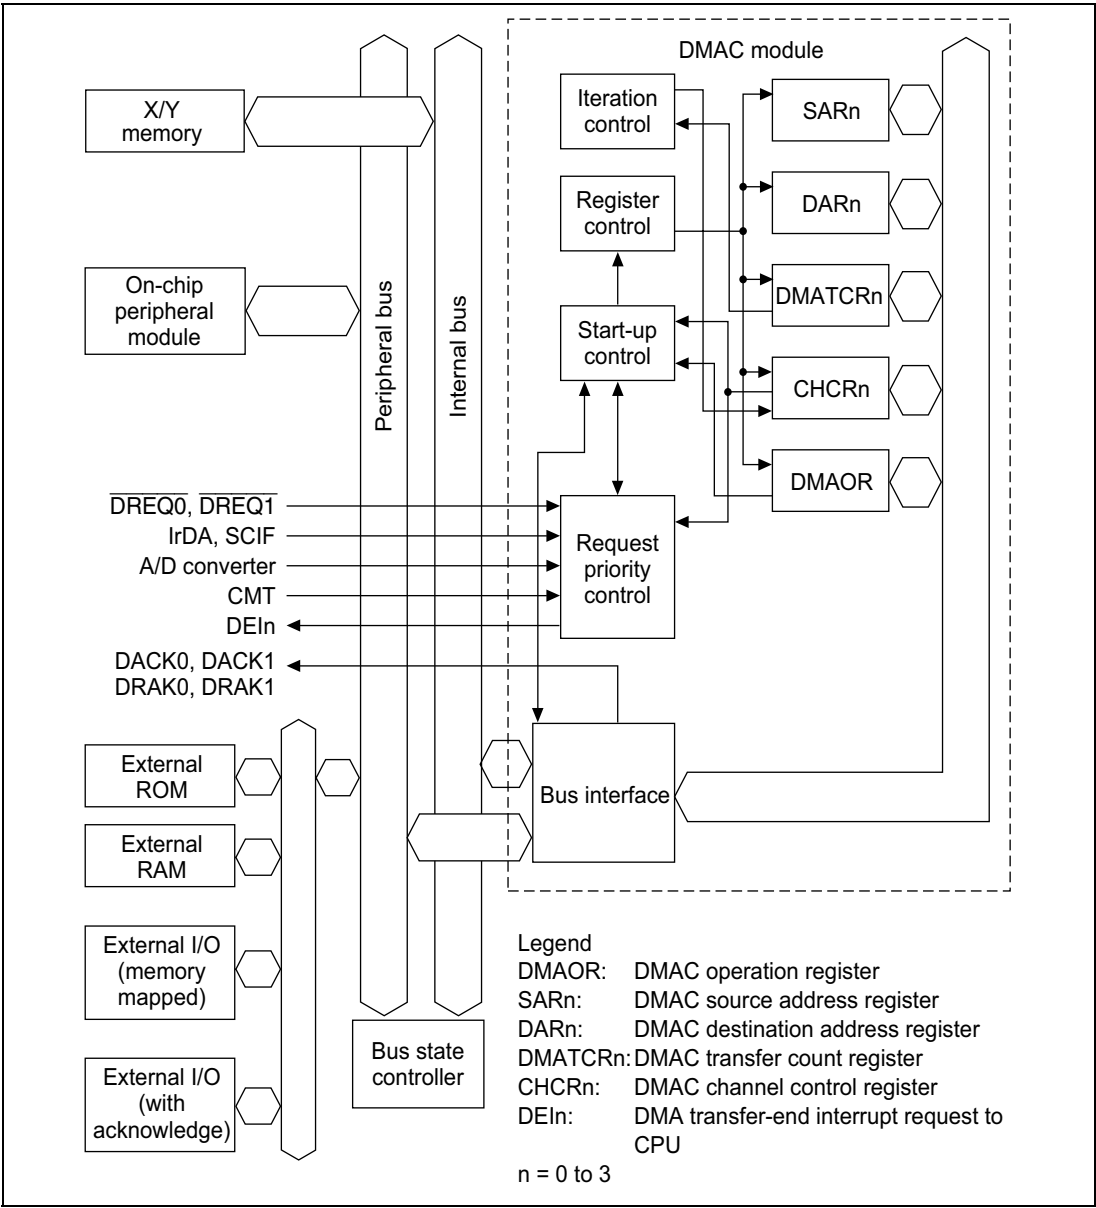 DMAC module
X/Y
memory
Iteration
control
SARn
Register
control
DARn
On-chip
peripheral
module
Peripheral bus
Internal bus
DMATCRn
Start-up
control
CHCRn
DMAOR
DREQ0, DREQ1
IrDA, SCIF
A/D converter
CMT
DEIn
Request
priority
control
DACK0, DACK1
DRAK0, DRAK1
External
ROM
Bus interface
External
RAM
External I/O
(memory
mapped)
External I/O
(with
acknowledge)
Bus state
controller
Legend
DMAOR: DMAC operation register
SARn: DMAC source address register
DARn: DMAC destination address register
DMATCRn: DMAC transfer count register
CHCRn: DMAC channel control register
DEIn: DMA transfer-end interrupt request to
CPU
n = 0 to 3